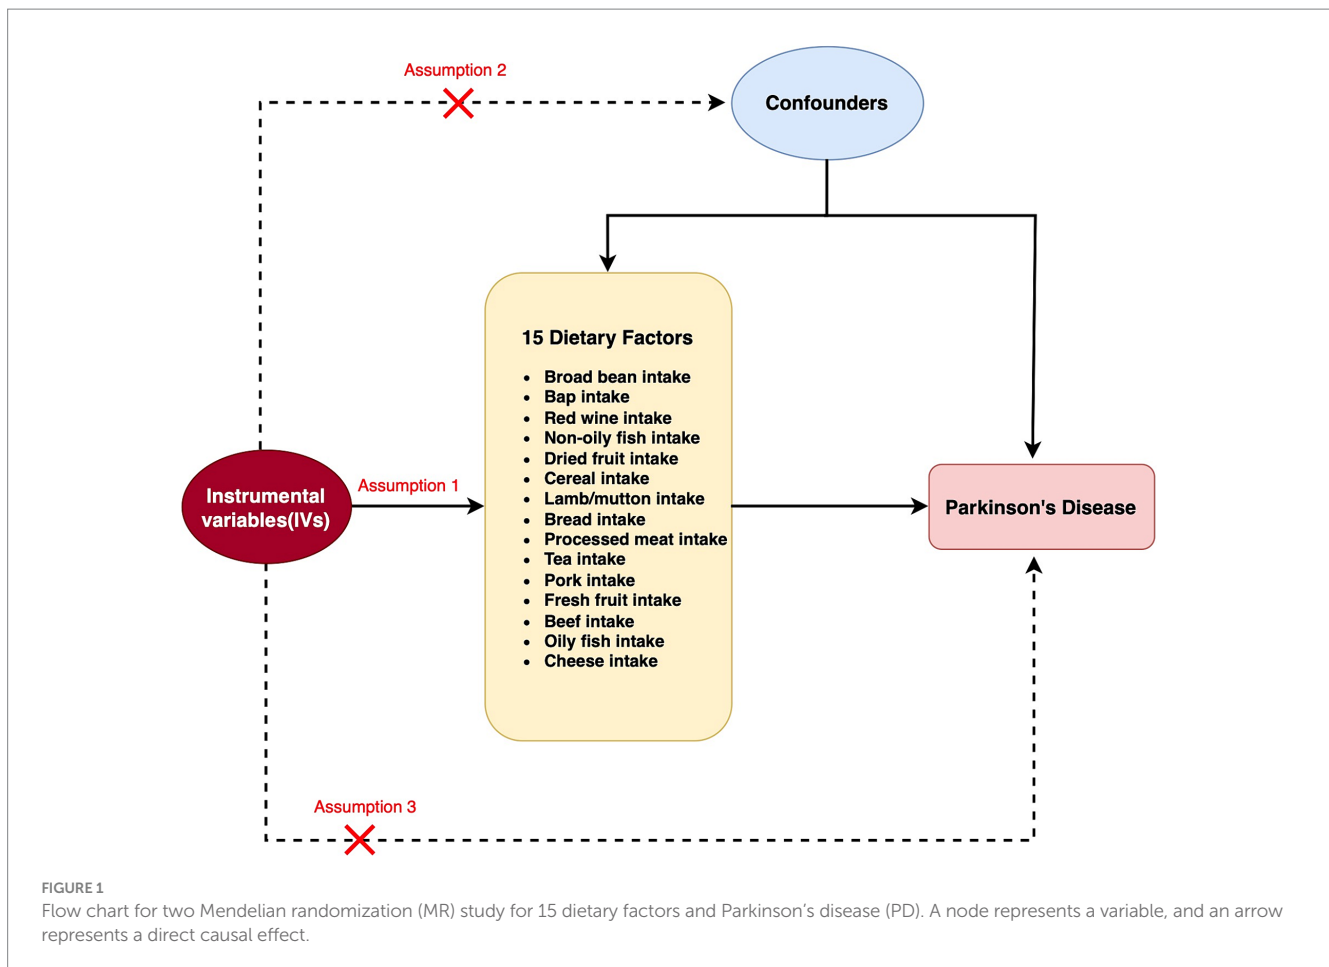 Assumption 2
Confounders
15 Dietary Factors
• Broad bean intake
• Bap intake
• Red wine intake
• Non-oily fish intake
• Dried fruit intake
• Cereal intake
• Lamb/mutton intake
• Bread intake
• Processed meat intake
• Tea intake
• Pork intake
• Fresh fruit intake
• Beef intake
• Oily fish intake
• Cheese intake
Instrumental
variables(IVs)
Assumption 1
Parkinson's Disease
Assumption 3
FIGURE 1
Flow chart for two Mendelian randomization (MR) study for 15 dietary factors and Parkinson’s disease (PD). A node represents a variable, and an arrow
represents a direct causal effect.